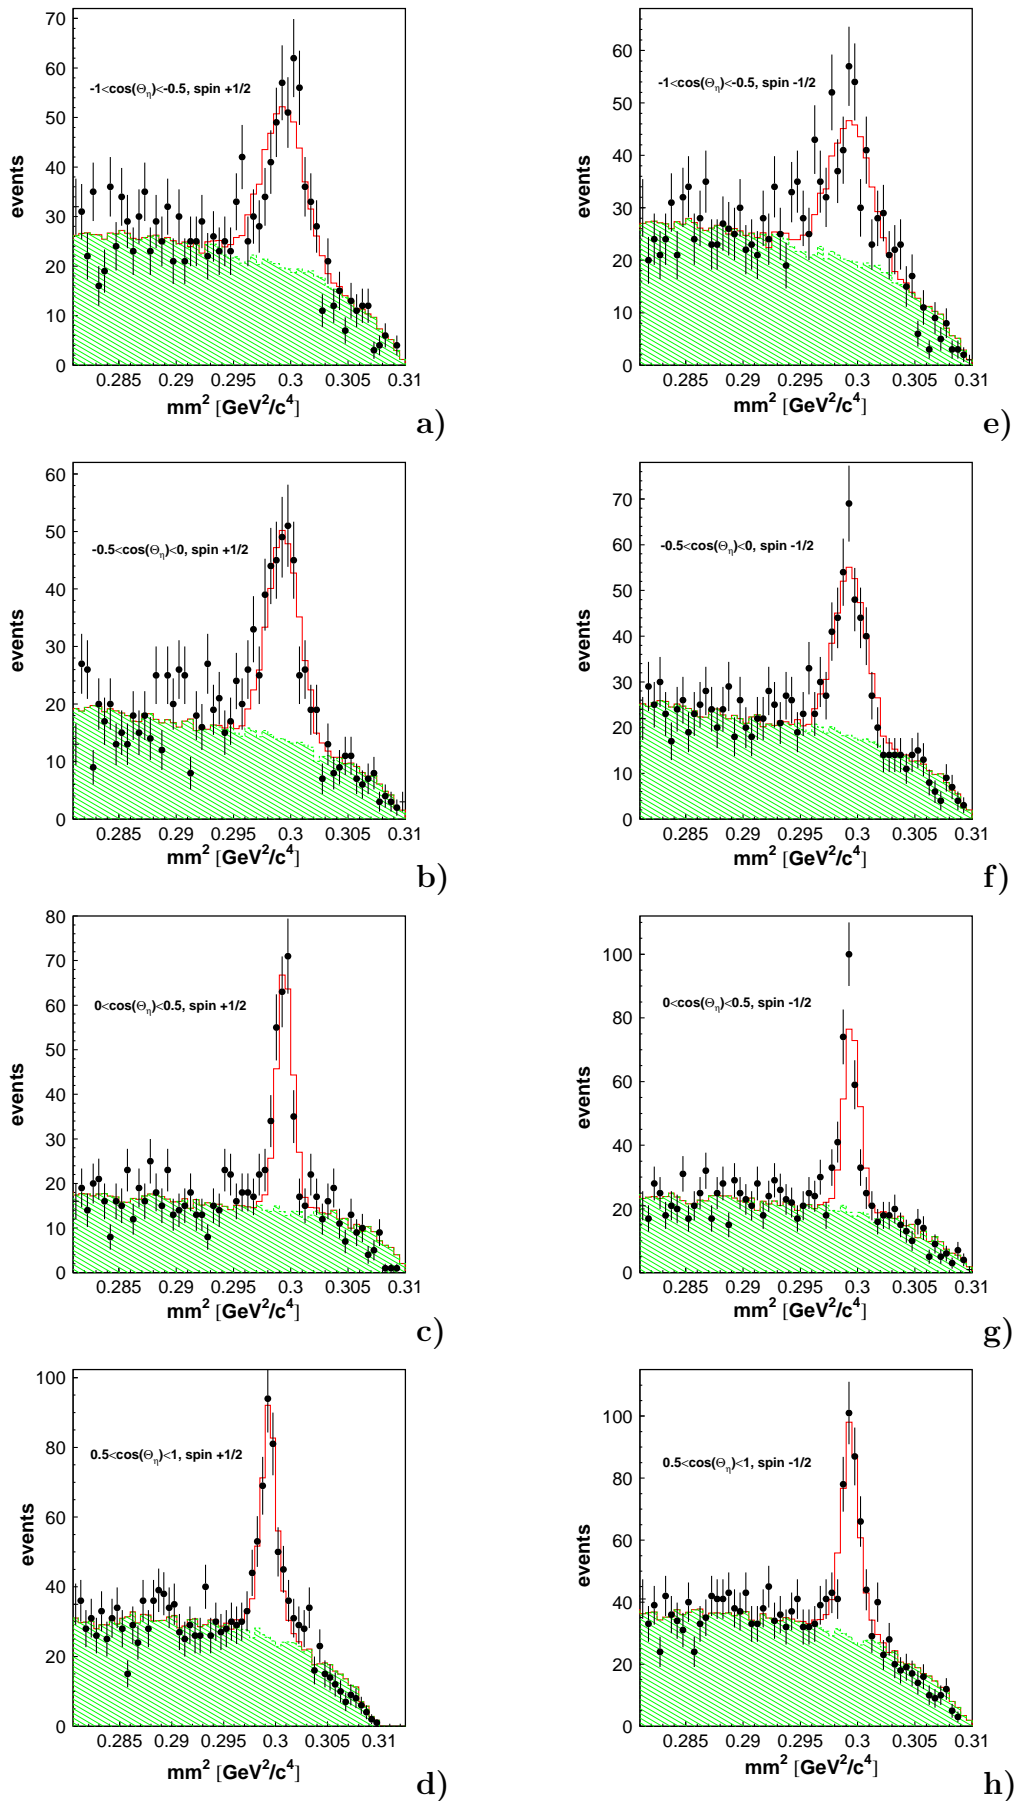 70
60
50
40
30
20
10
0
events
-1<cos(Θη)<-0.5, spin +1/2
0.285 0.29 0.295 0.3 0.305 0.31
mm² [GeV²/c⁴]
a)
60
50
40
30
20
10
0
events
-1<cos(Θη)<-0.5, spin -1/2
0.285 0.29 0.295 0.3 0.305 0.31
mm² [GeV²/c⁴]
e)
60
50
40
30
20
10
0
events
-0.5<cos(Θη)<0, spin +1/2
0.285 0.29 0.295 0.3 0.305 0.31
mm² [GeV²/c⁴]
b)
70
60
50
40
30
20
10
0
events
-0.5<cos(Θη)<0, spin -1/2
0.285 0.29 0.295 0.3 0.305 0.31
mm² [GeV²/c⁴]
f)
80
70
60
50
40
30
20
10
0
events
0<cos(Θη)<0.5, spin +1/2
0.285 0.29 0.295 0.3 0.305 0.31
mm² [GeV²/c⁴]
c)
100
80
60
40
20
0
events
0<cos(Θη)<0.5, spin -1/2
0.285 0.29 0.295 0.3 0.305 0.31
mm² [GeV²/c⁴]
g)
100
80
60
40
20
0
events
0.5<cos(Θη)<1, spin +1/2
0.285 0.29 0.295 0.3 0.305 0.31
mm² [GeV²/c⁴]
d)
100
80
60
40
20
0
events
0.5<cos(Θη)<1, spin -1/2
0.285 0.29 0.295 0.3 0.305 0.31
mm² [GeV²/c⁴]
h)